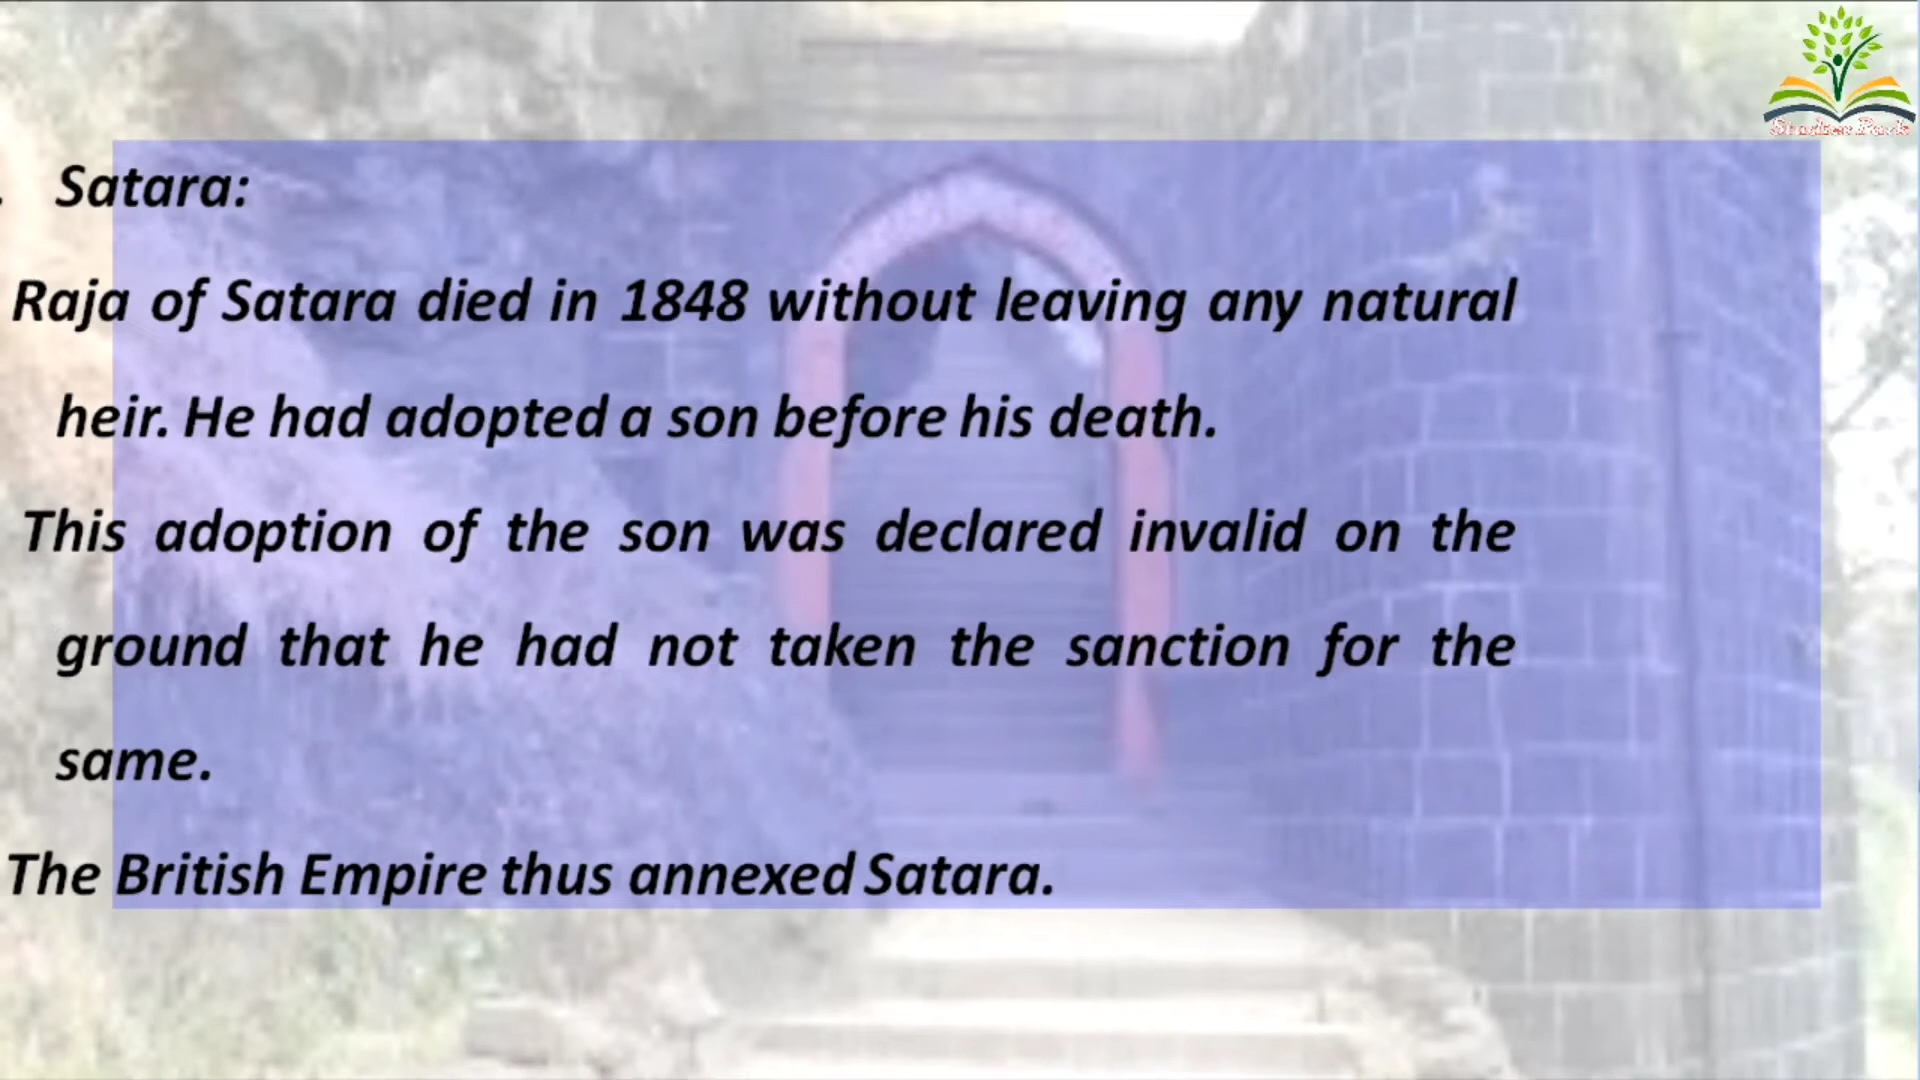 Studies Park
. Satara:
Raja of Satara died in 1848 without leaving any natural
heir. He had adopted a son before his death.
This adoption of the son was declared invalid on the
ground that he had not taken the sanction for the
same.
The British Empire thus annexed Satara.